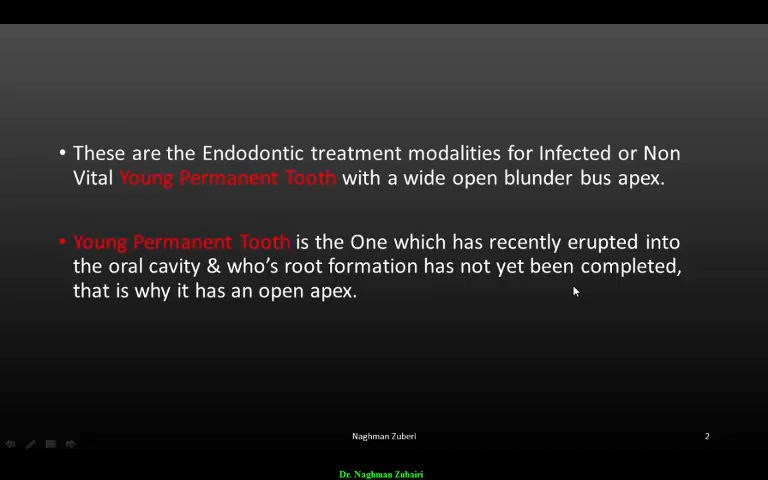 • These are the Endodontic treatment modalities for Infected or Non
Vital Young Permanent Tooth with a wide open blunder bus apex.
• Young Permanent Tooth is the One which has recently erupted into
the oral cavity & who's root formation has not yet been completed,
that is why it has an open apex.
Naghman Zuberi
2
Dr. Naghman Zubairi